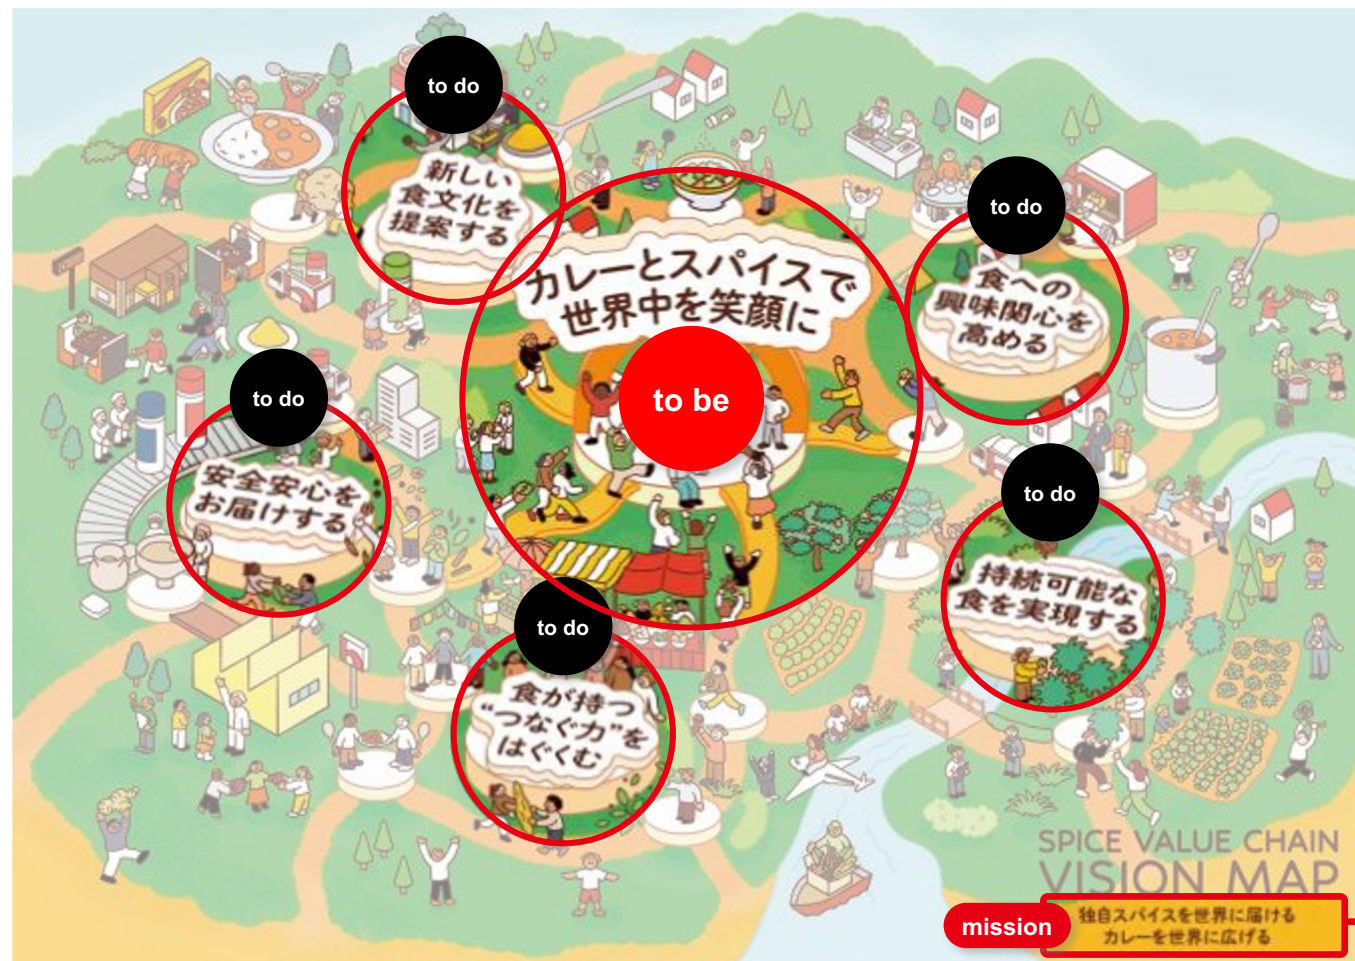 to do
新しい
食文化を
提案する
to do
食への
興味関心を
高める
カレーとスパイスで
世界中を笑顔に
to be
to do
安全安心を
お届けする
to do
持続可能な
食を実現する
to do
食が持つ
“つなぐ力”を
はぐくむ
SPICE VALUE CHAIN
VISION MAP
mission
独自スパイスを世界に届ける
カレーを世界に広げる